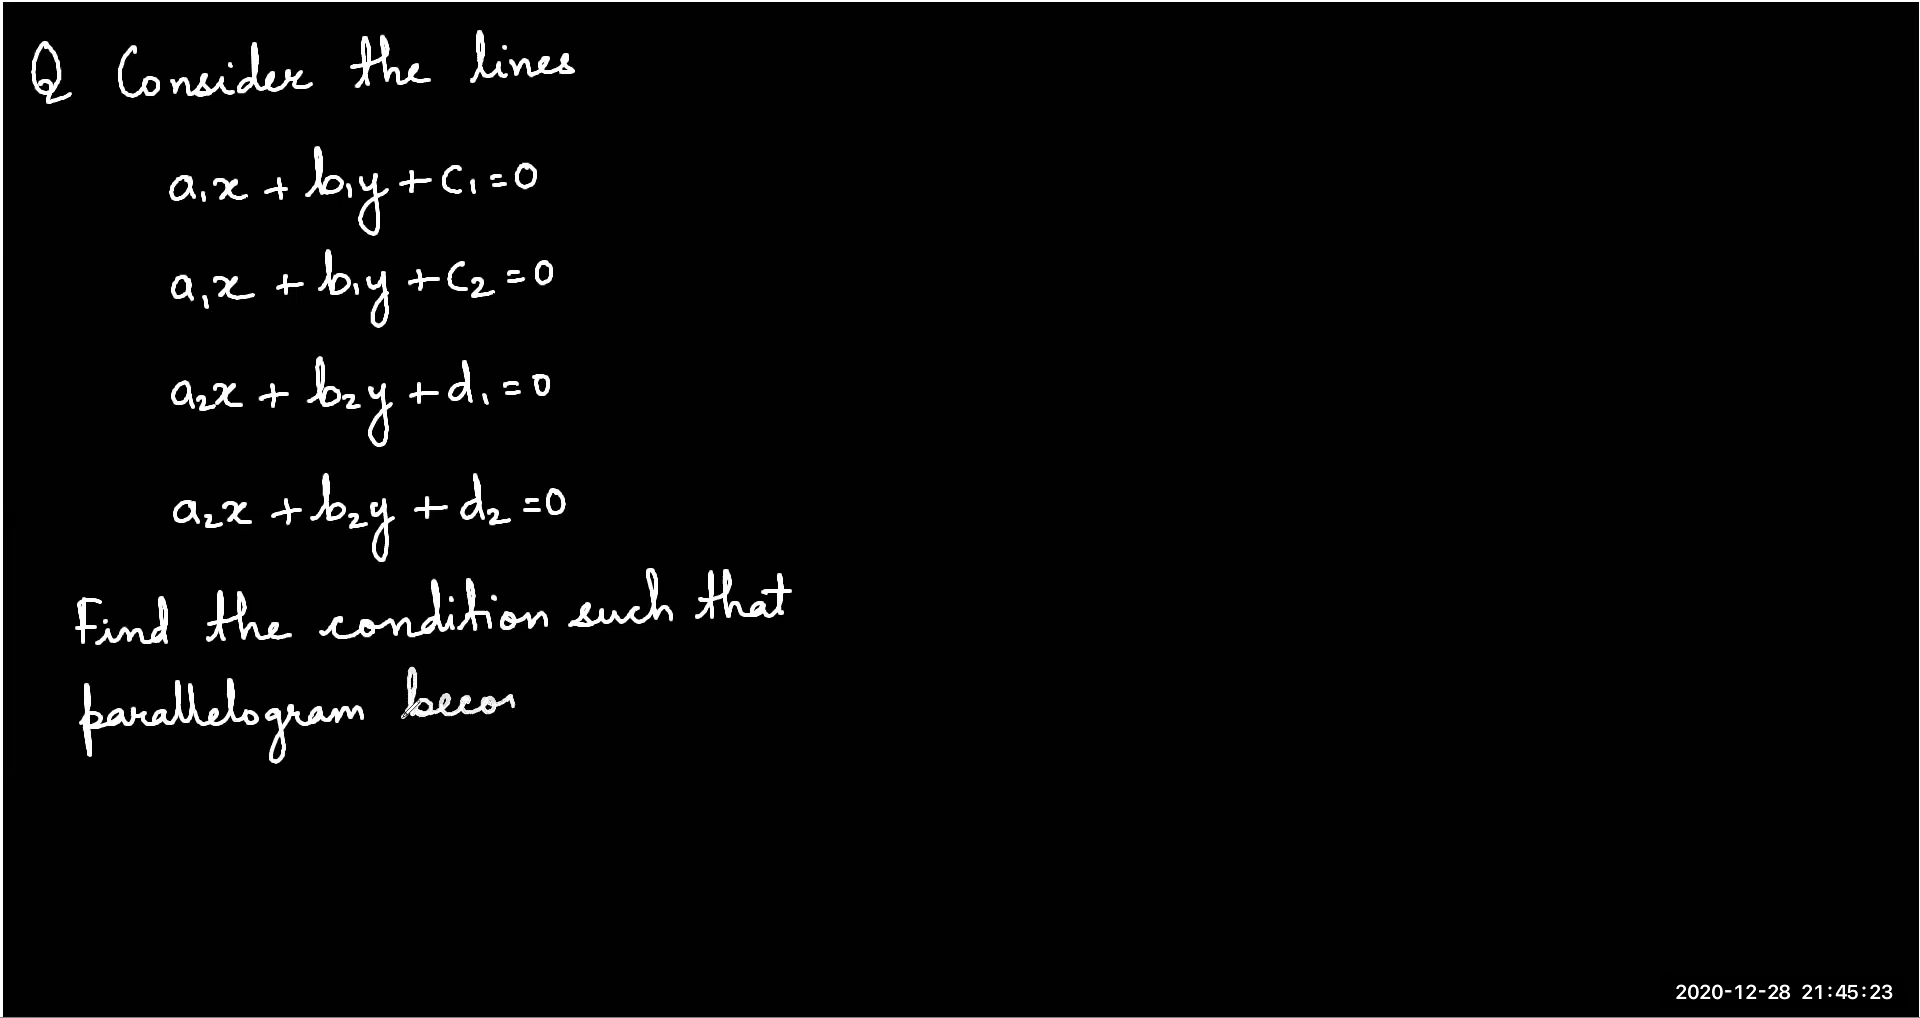 Q Consider the lines
a₁x + b₁y + c₁ = 0
a₁x + b₁y + c₂ = 0
a₂x + b₂y + d₁ = 0
a₂x + b₂y + d₂ = 0
Find the condition such that
parallelogram becom
2020-12-28 21:45:23